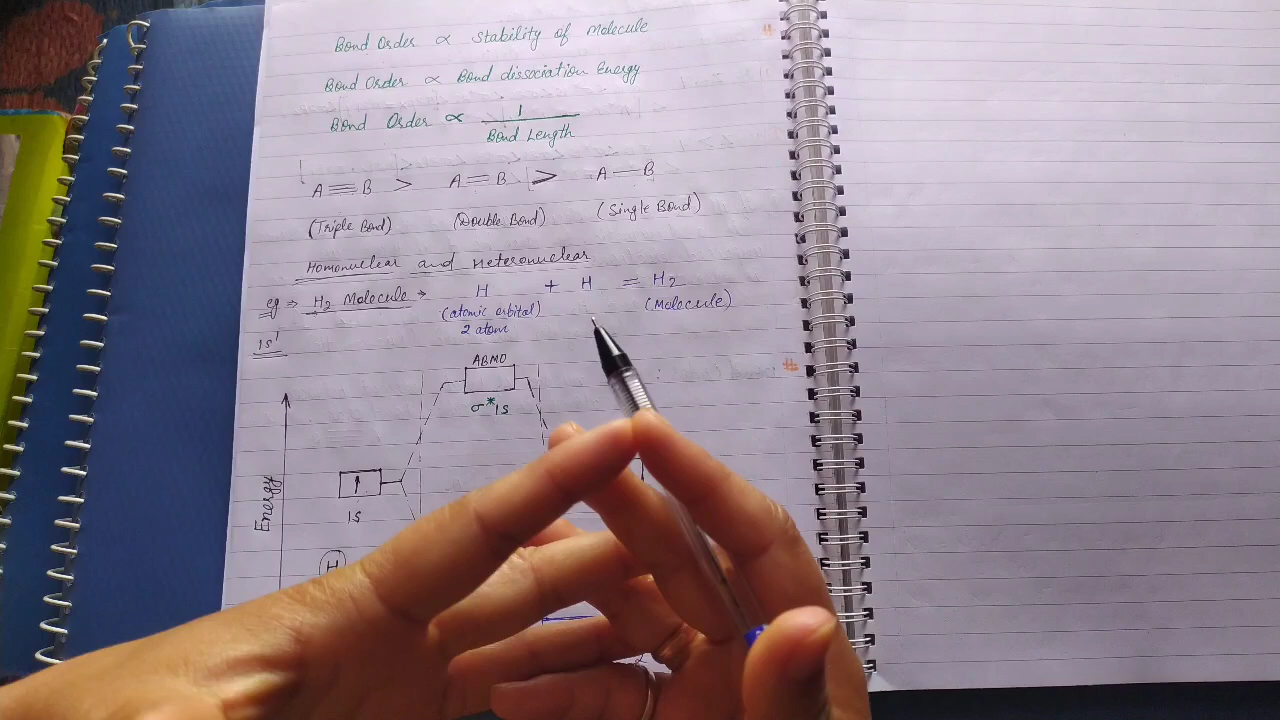 Bond Order ∝ Stability of Molecule
Bond Order ∝ Bond dissociation Energy
Bond Order ∝ 1 / Bond Length
A≡B > A=B > A—B
(Triple Bond) (Double Bond) (Single Bond)
Homonuclear and Heteronuclear
eg ⇒ H2 Molecule → H + H = H2
(atomic orbital) (Molecule)
2 atom
1s1
ABMO
σ*1s
Energy
↑
1s
H